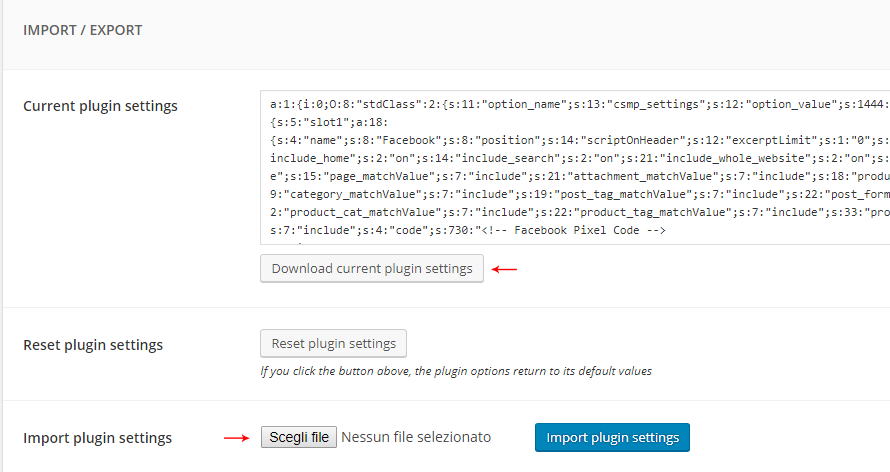 IMPORT / EXPORT
Current plugin settings
a:1:{i:0;O:8:"stdClass":2:{s:11:"option_name";s:13:"csmp_settings";s:12:"option_value";s:1444:
{s:5:"slot1";a:18:
{s:4:"name";s:8:"Facebook";s:8:"position";s:14:"scriptOnHeader";s:12:"excerptLimit";s:1:"0";s:
include_home";s:2:"on";s:14:"include_search";s:2:"on";s:21:"include_whole_website";s:2:"on";s:
e";s:15:"page_matchValue";s:7:"include";s:21:"attachment_matchValue";s:7:"include";s:18:"produ
9:"category_matchValue";s:7:"include";s:19:"post_tag_matchValue";s:7:"include";s:22:"post_form
2:"product_cat_matchValue";s:7:"include";s:22:"product_tag_matchValue";s:7:"include";s:33:"pro
s:7:"include";s:4:"code";s:730:"<!-- Facebook Pixel Code -->
Download current plugin settings
Reset plugin settings
Reset plugin settings
If you click the button above, the plugin options return to its default values
Import plugin settings
Scegli file Nessun file selezionato
Import plugin settings